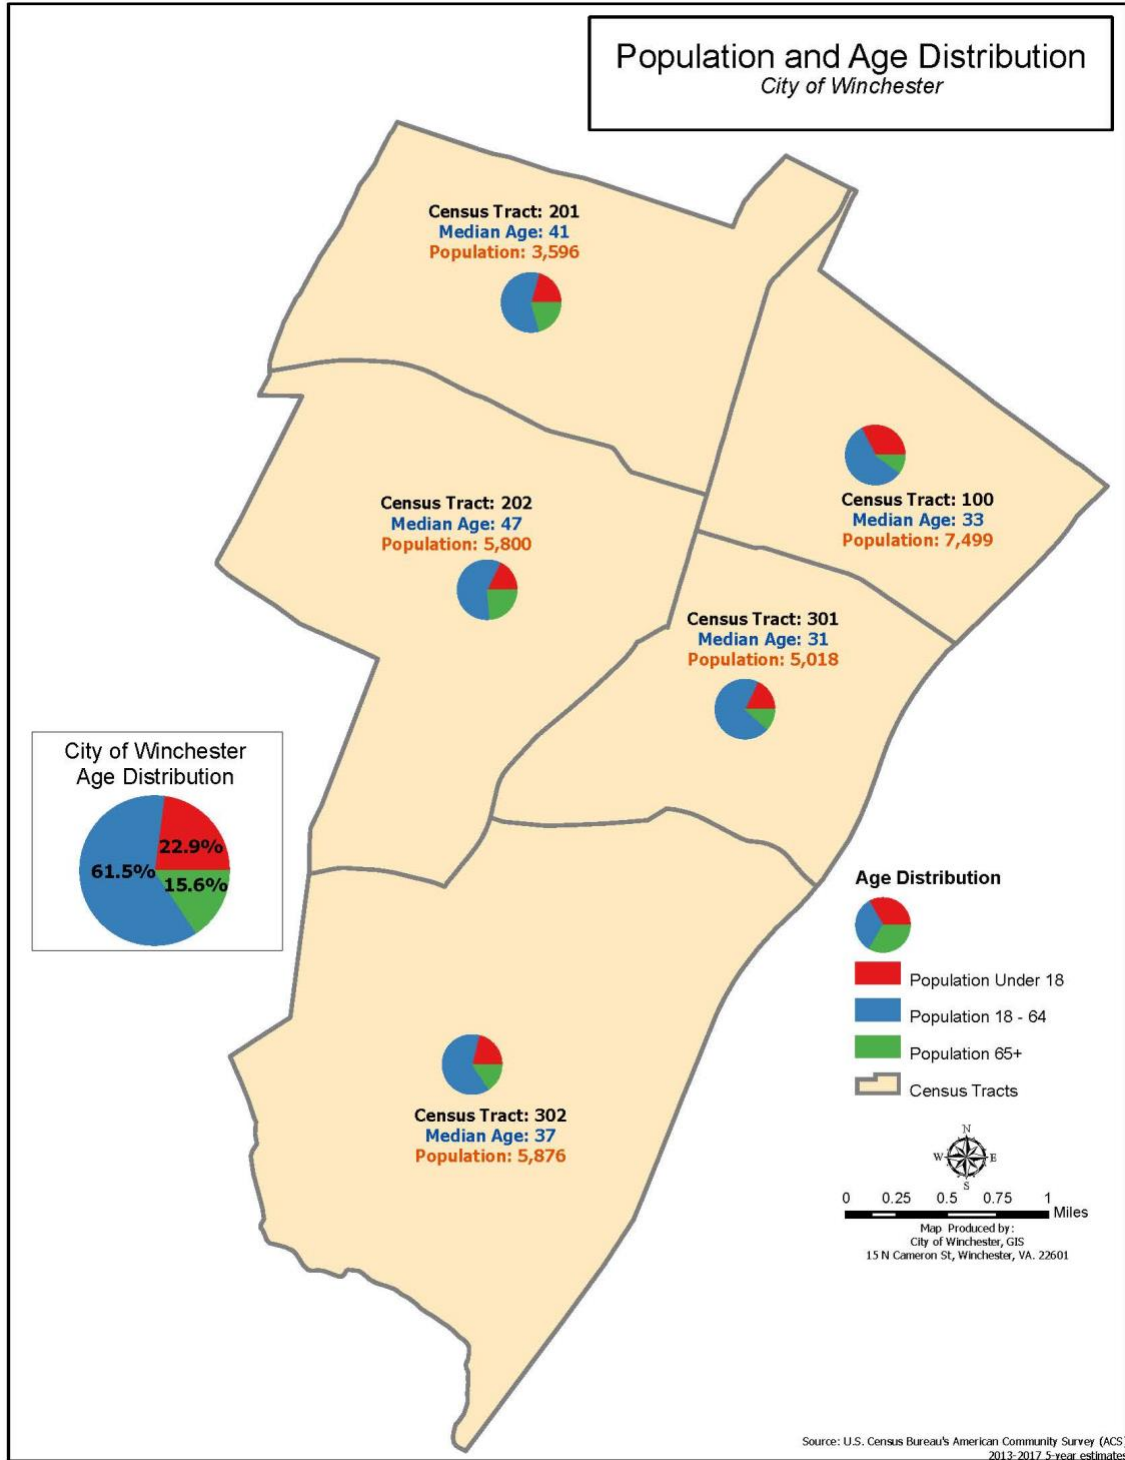 Population and Age Distribution
City of Winchester
Census Tract: 201
Median Age: 41
Population: 3,596
Census Tract: 100
Median Age: 33
Population: 7,499
Census Tract: 202
Median Age: 47
Population: 5,800
Census Tract: 301
Median Age: 31
Population: 5,018
City of Winchester
Age Distribution
22.9%
61.5%
15.6%
Age Distribution
Population Under 18
Population 18 - 64
Population 65+
Census Tracts
Census Tract: 302
Median Age: 37
Population: 5,876
N
W E
S
0 0.25 0.5 0.75 1
Miles
Map Produced by:
City of Winchester, GIS
15 N Cameron St, Winchester, VA. 22601
Source: U.S. Census Bureau's American Community Survey (ACS)
2013-2017 5-year estimates